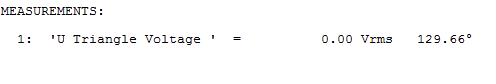 MEASUREMENTS:
1: 'U Triangle Voltage ' = 0.00 Vrms 129.66°